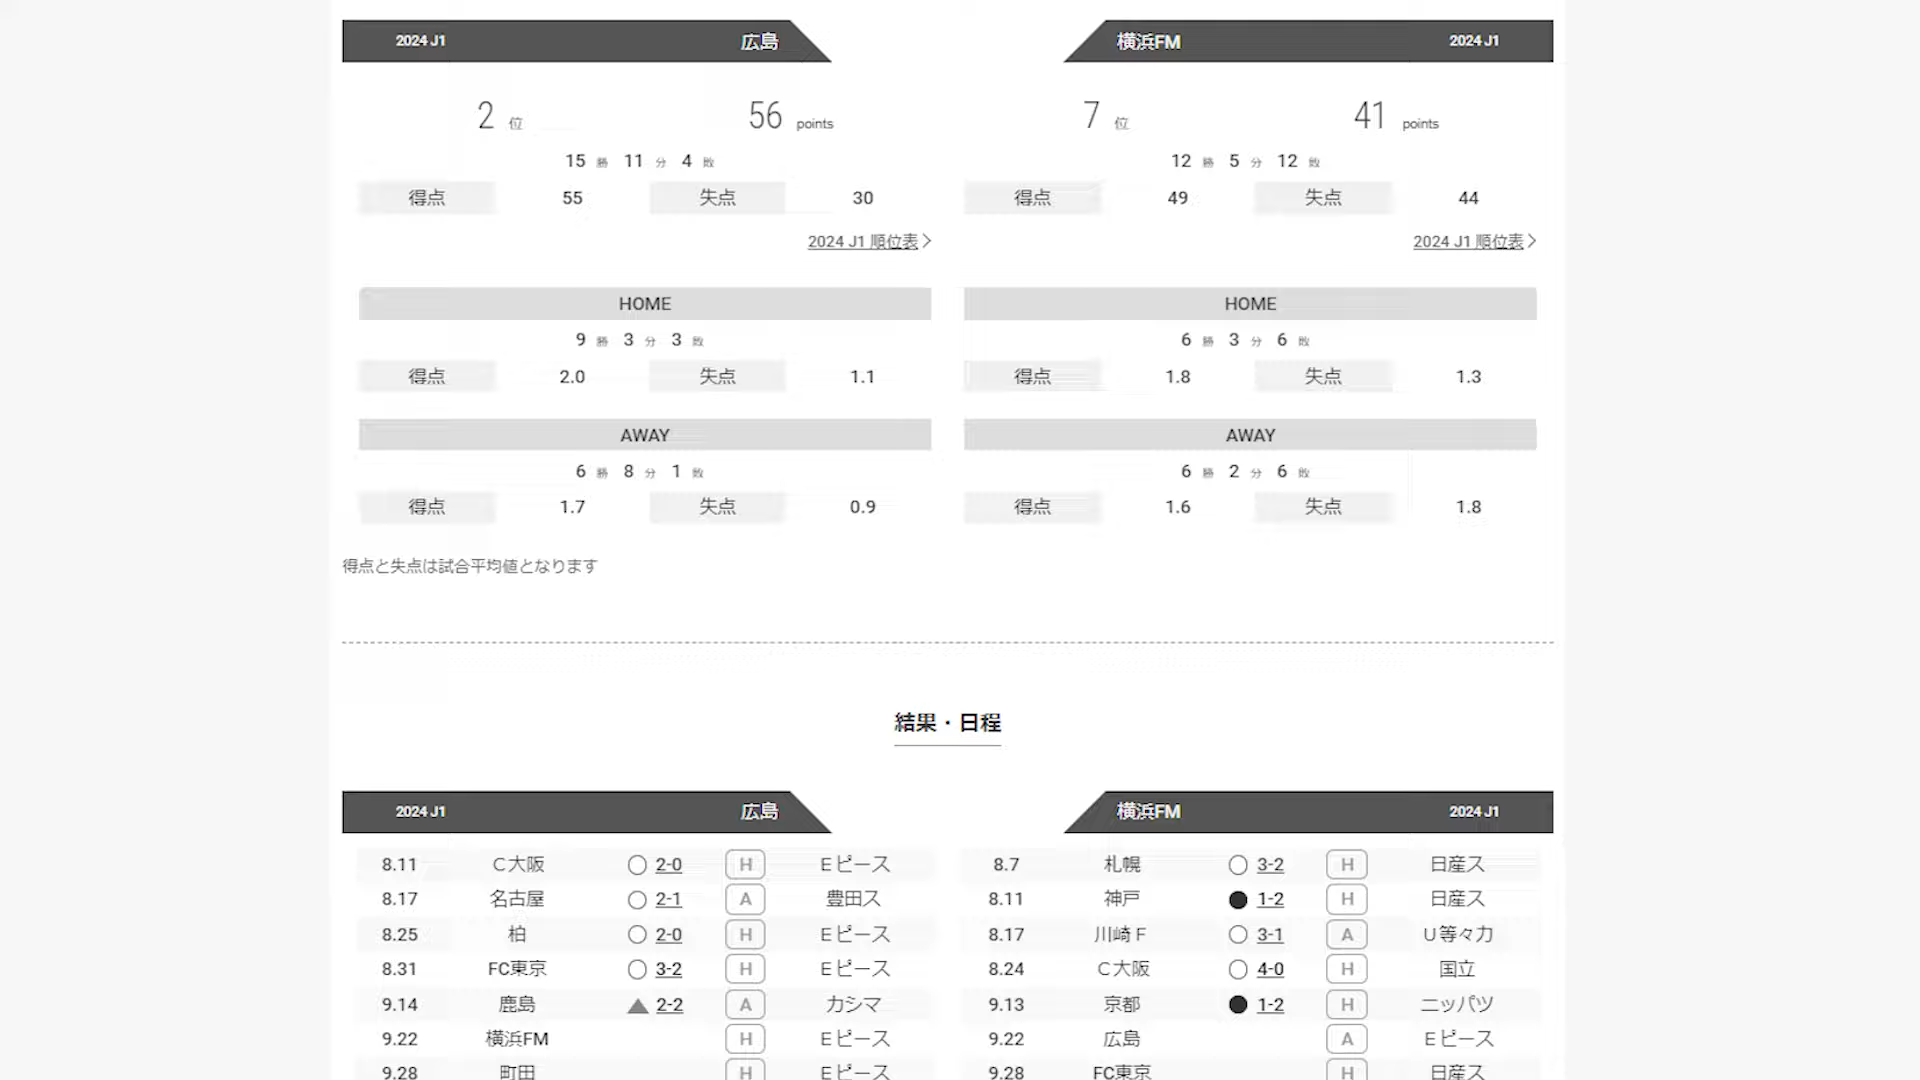 2024 J1 広島 横浜FM 2024 J1
2 位 56 points 7 位 41 points
15 勝 11 分 4 敗 12 勝 5 分 12 敗
得点 55 失点 30 得点 49 失点 44
2024 J1 順位表 2024 J1 順位表
HOME HOME
9 勝 3 分 3 敗 6 勝 3 分 6 敗
得点 2.0 失点 1.1 得点 1.8 失点 1.3
AWAY AWAY
6 勝 8 分 1 敗 6 勝 2 分 6 敗
得点 1.7 失点 0.9 得点 1.6 失点 1.8
得点と失点は試合平均値となります
結果・日程
2024 J1 広島 横浜FM 2024 J1
8.11 C大阪 ○ 2-0 H Eピース 8.7 札幌 ○ 3-2 H 日産ス
8.17 名古屋 ○ 2-1 A 豊田ス 8.11 神戸 ● 1-2 H 日産ス
8.25 柏 ○ 2-0 H Eピース 8.17 川崎F ○ 3-1 A U等々力
8.31 FC東京 ○ 3-2 H Eピース 8.24 C大阪 ○ 4-0 H 国立
9.14 鹿島 ▲ 2-2 A カシマ 9.13 京都 ● 1-2 H ニッパツ
9.22 横浜FM H Eピース 9.22 広島 A Eピース
9.28 町田 H Eピース 9.28 FC東京 H 日産ス